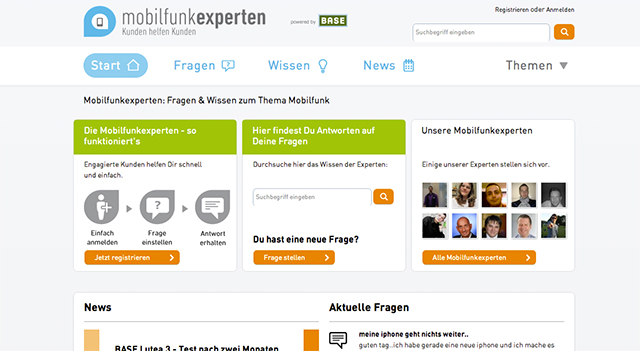 mobilfunkexperten
Kunden helfen Kunden
powered by BASE
Registrieren oder Anmelden
Suchbegriff eingeben
Start Fragen Wissen News Themen
Mobilfunkexperten: Fragen & Wissen zum Thema Mobilfunk
Die Mobilfunkexperten - so
funktioniert's
Engagierte Kunden helfen Dir schnell
und einfach.
Einfach
anmelden
Frage
einstellen
Antwort
erhalten
Jetzt registrieren
Hier findest Du Antworten auf
Deine Fragen
Durchsuche hier das Wissen der Experten:
Suchbegriff eingeben
Du hast eine neue Frage?
Frage stellen
Unsere Mobilfunkexperten
Einige unserer Experten stellen sich vor.
Alle Mobilfunkexperten
News
BASE Lutea 3 - Test nach zwei Monaten
Aktuelle Fragen
meine iphone geht nichts weiter..
guten tag..ich habe gerade eine neue iphone und ich mache es